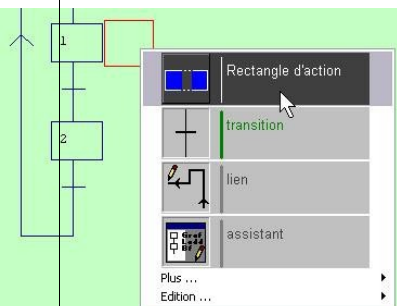 1
Rectangle d'action
transition
2
lien
assistant
Plus ...
Edition ...